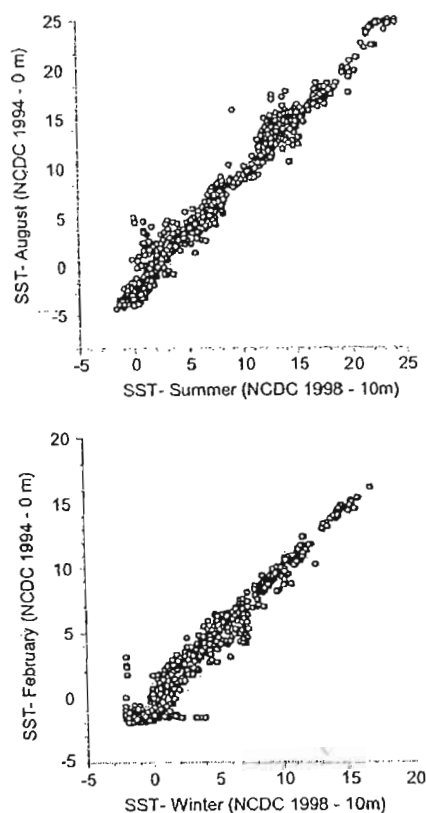 25
20
15
10
5
0
-5
SST- August (NCDC 1994 - 0 m)
-5 0 5 10 15 20 25
SST- Summer (NCDC 1998 - 10m)
20
15
10
5
0
-5
SST- February (NCDC 1994 - 0 m)
-5 0 5 10 15 20
SST- Winter (NCDC 1998 - 10m)